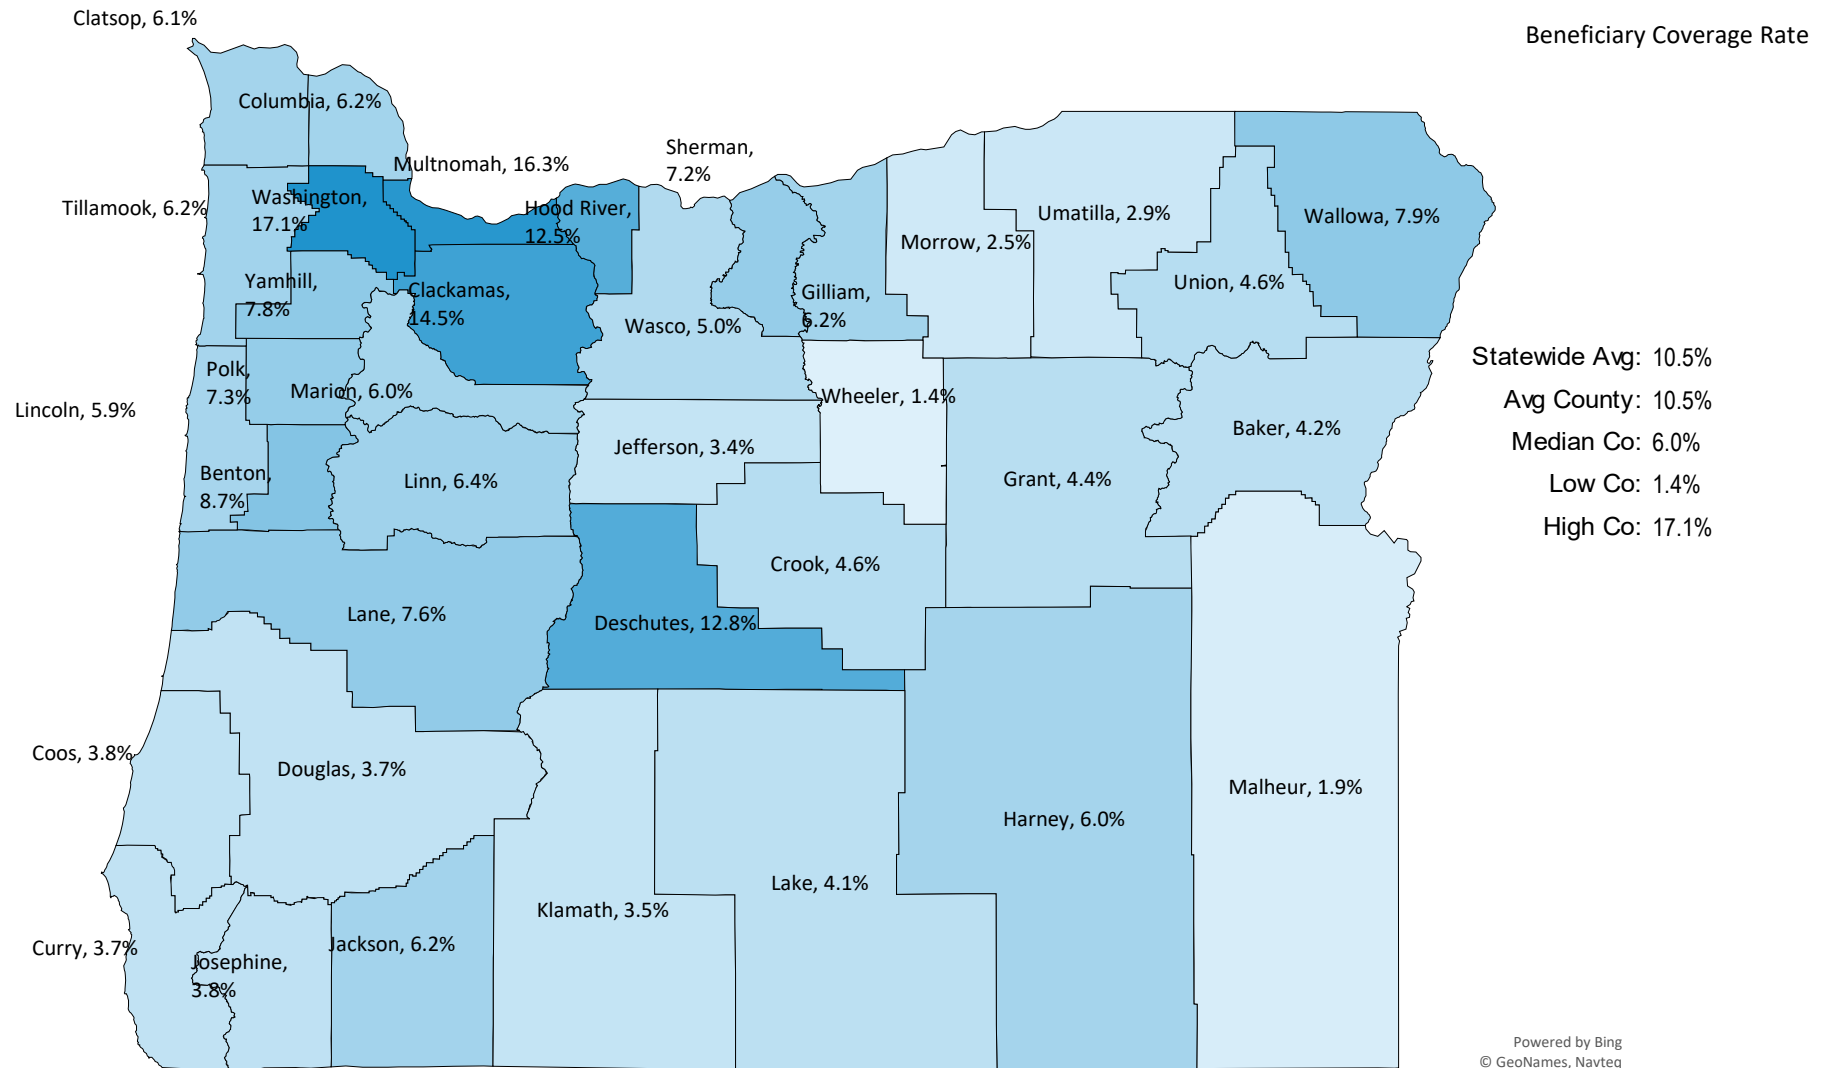 Clatsop, 6.1%
Beneficiary Coverage Rate
Columbia, 6.2%
Sherman,
7.2%
Multnomah, 16.3%
Tillamook, 6.2%
Washington,
17.1%
Hood River,
12.5%
Umatilla, 2.9%
Wallowa, 7.9%
Morrow, 2.5%
Yamhill,
7.8%
Clackamas,
14.5%
Gilliam,
6.2%
Union, 4.6%
Wasco, 5.0%
Statewide Avg: 10.5%
Avg County: 10.5%
Median Co: 6.0%
Low Co: 1.4%
High Co: 17.1%
Polk,
7.3%
Marion, 6.0%
Wheeler, 1.4%
Lincoln, 5.9%
Baker, 4.2%
Jefferson, 3.4%
Benton,
8.7%
Linn, 6.4%
Grant, 4.4%
Crook, 4.6%
Lane, 7.6%
Deschutes, 12.8%
Coos, 3.8%
Douglas, 3.7%
Malheur, 1.9%
Harney, 6.0%
Lake, 4.1%
Klamath, 3.5%
Curry, 3.7%
Jackson, 6.2%
Josephine,
3.8%
Powered by Bing
© GeoNames, Navteq